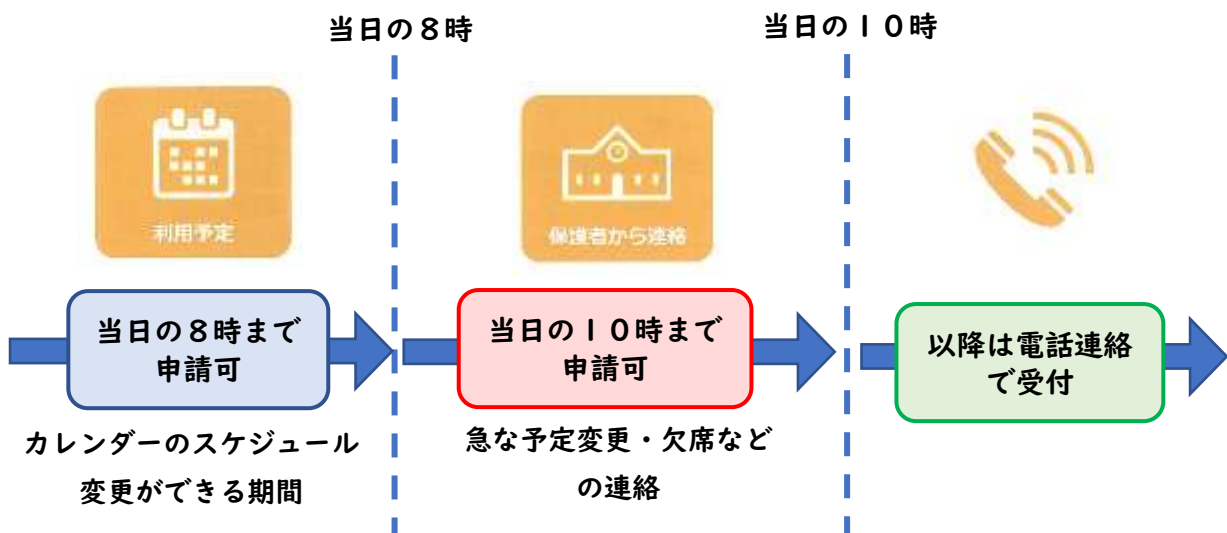 当日の8時
当日の10時
利用予定
保護者から連絡
当日の8時まで
申請可
当日の10時まで
申請可
以降は電話連絡
で受付
カレンダーのスケジュール
変更ができる期間
急な予定変更・欠席など
の連絡